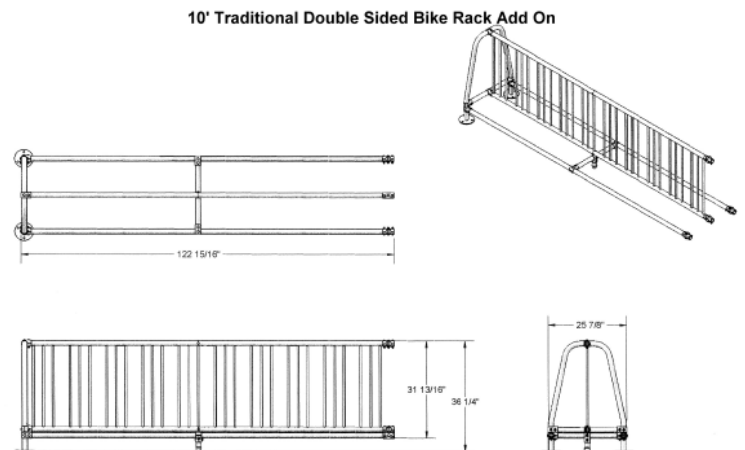 10' Traditional Double Sided Bike Rack Add On
122 15/16"
25 7/8"
31 13/16"
36 1/4"